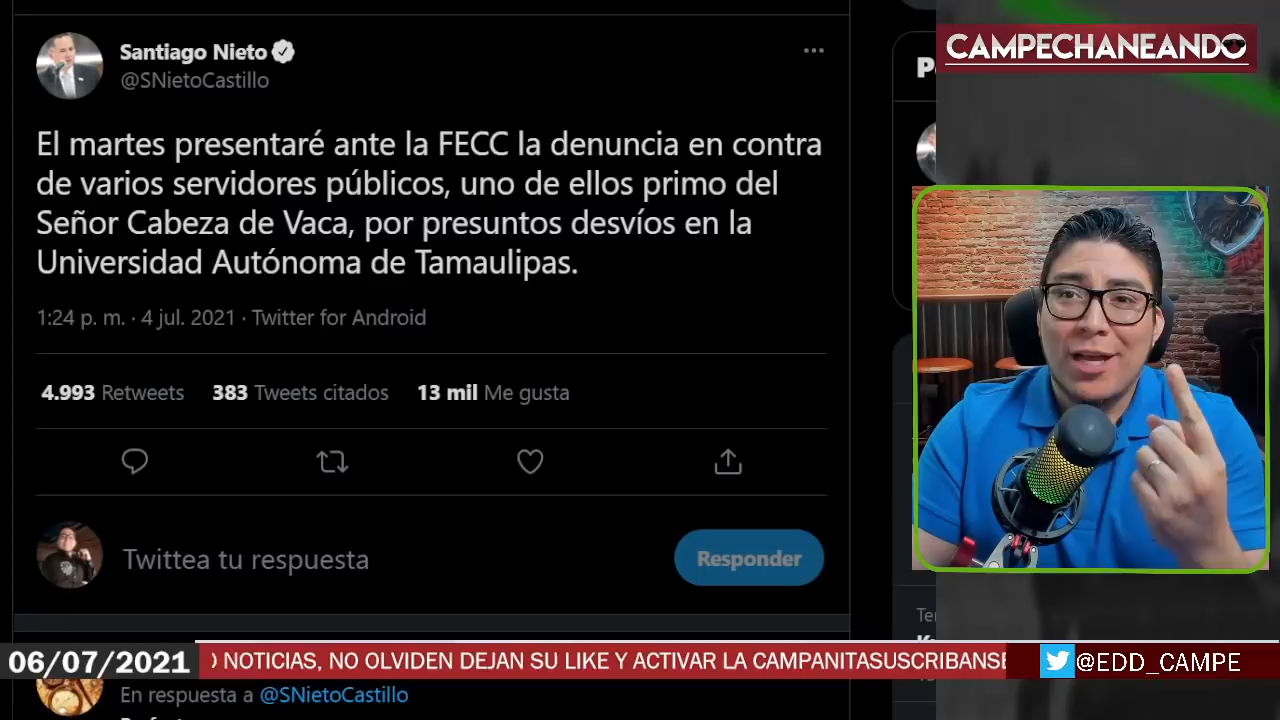 Santiago Nieto
@SNietoCastillo
El martes presentaré ante la FECC la denuncia en contra
de varios servidores públicos, uno de ellos primo del
Señor Cabeza de Vaca, por presuntos desvíos en la
Universidad Autónoma de Tamaulipas.
1:24 p. m. · 4 jul. 2021 · Twitter for Android
4.993 Retweets 383 Tweets citados 13 mil Me gusta
Twittea tu respuesta
Responder
En respuesta a @SNietoCastillo
CAMPECHANEANDO
06/07/2021
NOTICIAS, NO OLVIDEN DEJAN SU LIKE Y ACTIVAR LA CAMPANITASUSCRIBANSE
@EDD_CAMPE